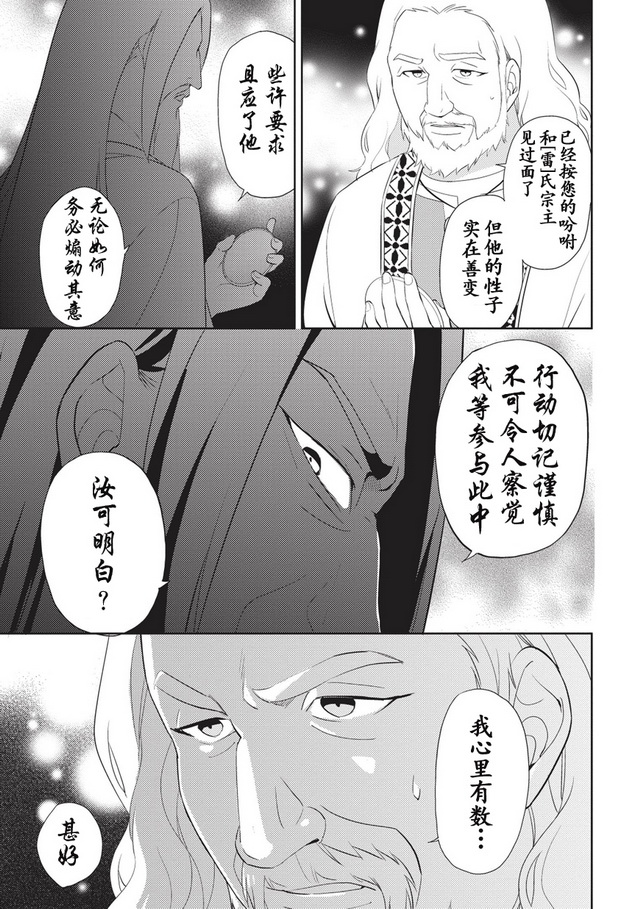 已经按您的吩咐
和[雷]氏宗主
见过面了
但他的性子
实在善变
些许要求
且应了他
无论如何
务必煽动其意
行动切记谨慎
不可令人察觉
我等参与此中
汝可明白？
我心里有数…
甚好